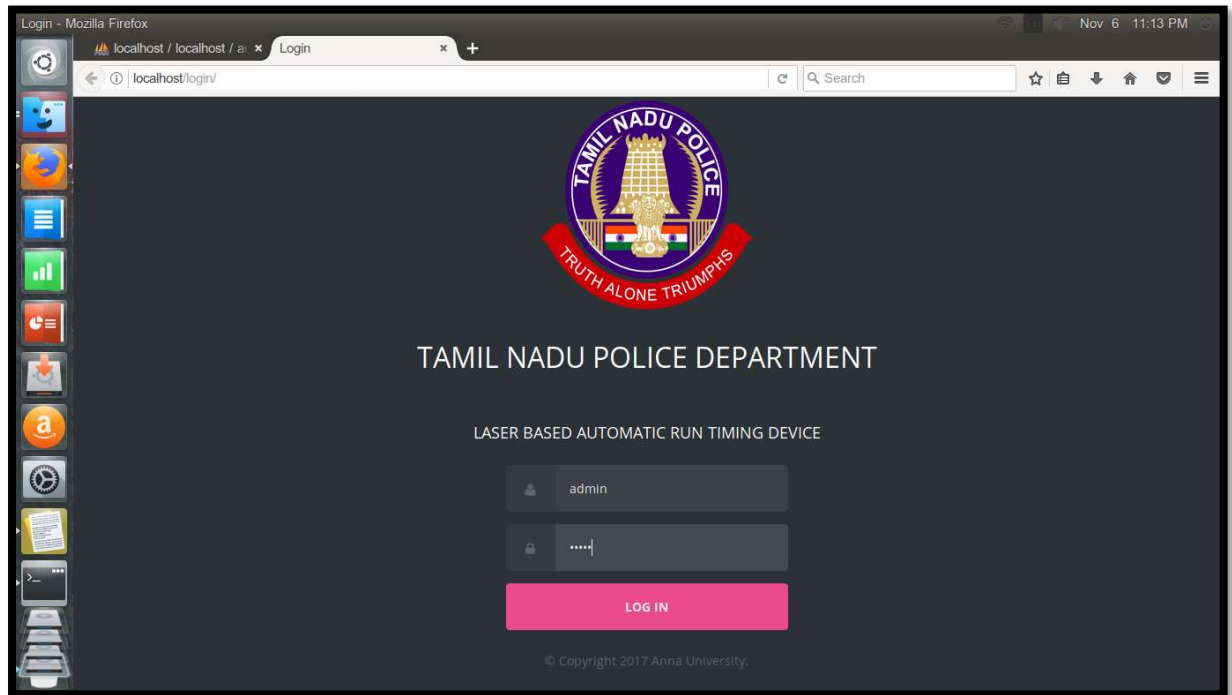 Login - Mozilla Firefox
Nov 6 11:13 PM
localhost / localhost / a
Login
localhost/login/
Search
TAMIL NADU POLICE
TRUTH ALONE TRIUMPHS
TAMIL NADU POLICE DEPARTMENT
LASER BASED AUTOMATIC RUN TIMING DEVICE
admin
•••••
LOG IN
© Copyright 2017 Anna University.